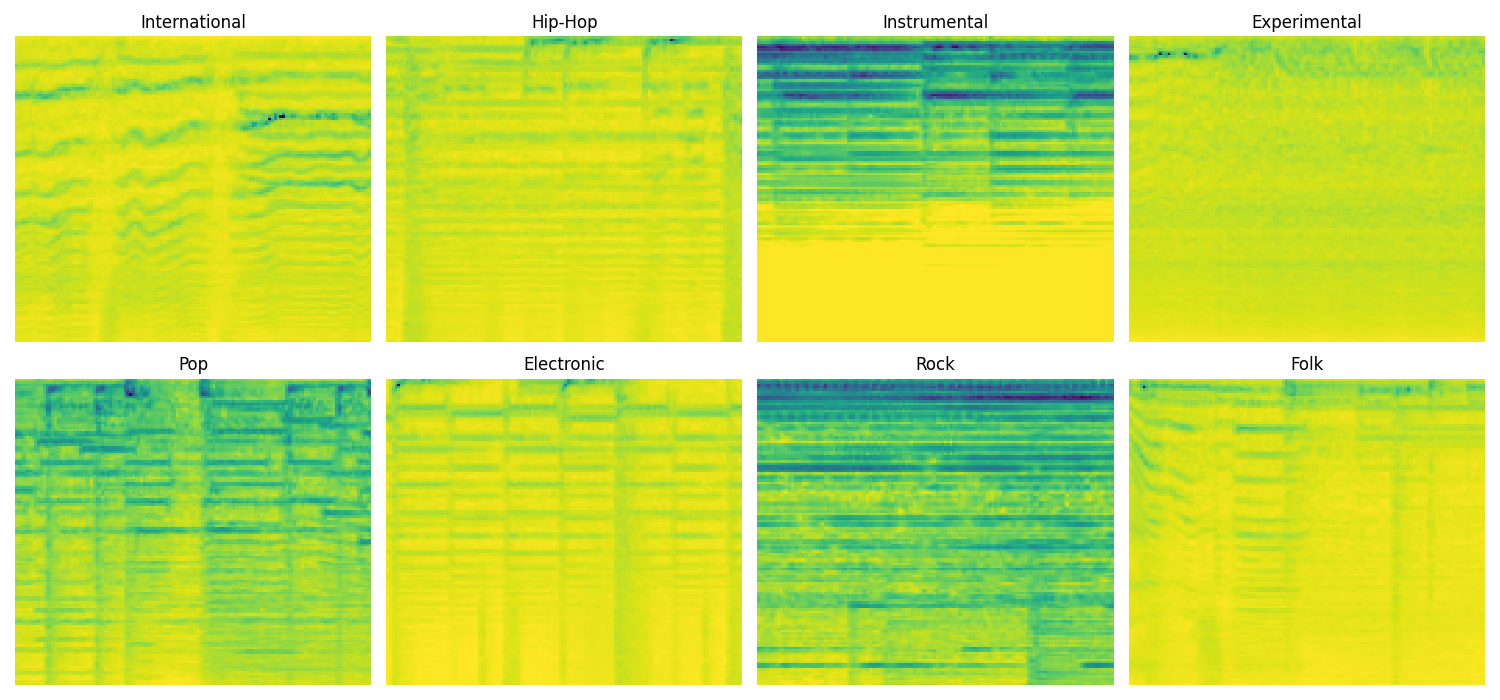 International
Hip-Hop
Instrumental
Experimental
Pop
Electronic
Rock
Folk